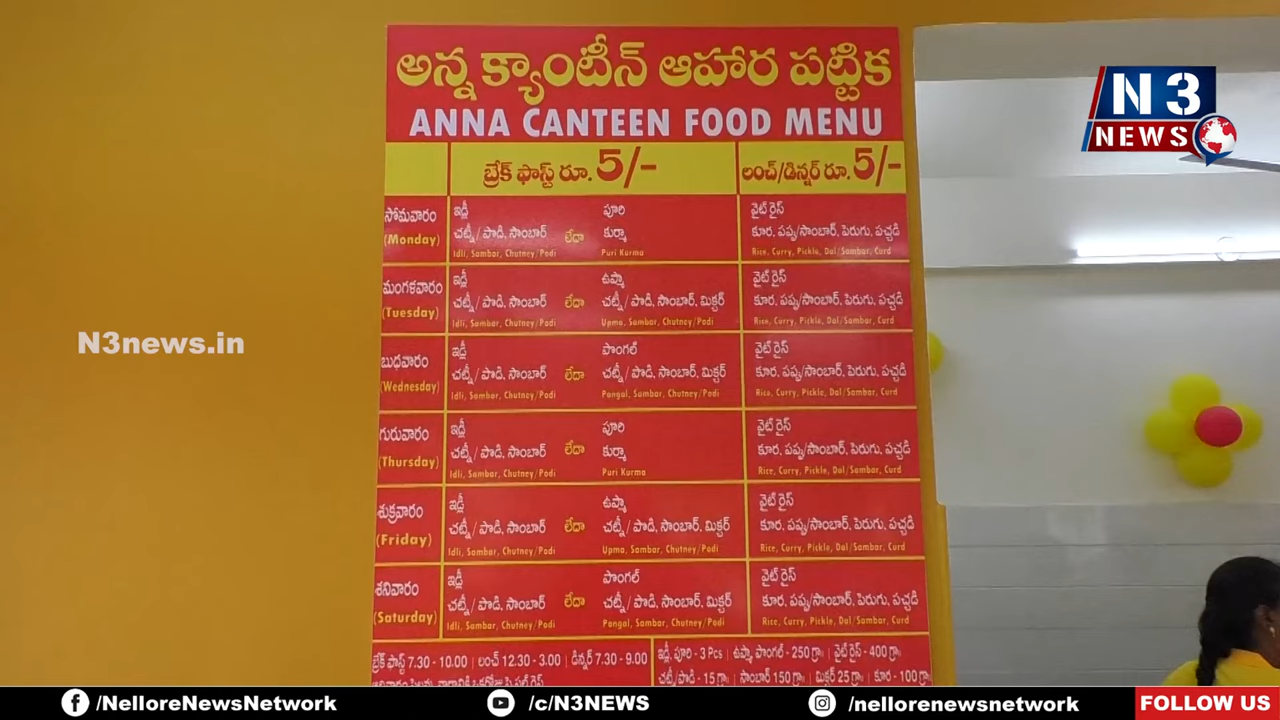 అన్న క్యాంటీన్ ఆహార పట్టిక
ANNA CANTEEN FOOD MENU
బ్రేక్ ఫాస్ట్ రూ. 5/-
లంచ్/డిన్నర్ రూ. 5/-
సోమవారం
(Monday)
ఇడ్లీ
చట్నీ / పొడి, సాంబార్
Idli, Sambar, Chutney/Podi
లేదా
పూరి
కుర్మా
Puri Kurma
వైట్ రైస్
కూర, పప్పు/సాంబార్, పెరుగు, పచ్చడి
Rice, Curry, Pickle, Dal/Sambar, Curd
మంగళవారం
(Tuesday)
ఇడ్లీ
చట్నీ / పొడి, సాంబార్
Idli, Sambar, Chutney/Podi
లేదా
ఉప్మా
చట్నీ / పొడి, సాంబార్, మిక్చర్
Upma, Sambar, Chutney/Podi
వైట్ రైస్
కూర, పప్పు/సాంబార్, పెరుగు, పచ్చడి
Rice, Curry, Pickle, Dal/Sambar, Curd
బుధవారం
(Wednesday)
ఇడ్లీ
చట్నీ / పొడి, సాంబార్
Idli, Sambar, Chutney/Podi
లేదా
పొంగల్
చట్నీ / పొడి, సాంబార్, మిక్చర్
Pongal, Sambar, Chutney/Podi
వైట్ రైస్
కూర, పప్పు/సాంబార్, పెరుగు, పచ్చడి
Rice, Curry, Pickle, Dal/Sambar, Curd
గురువారం
(Thursday)
ఇడ్లీ
చట్నీ / పొడి, సాంబార్
Idli, Sambar, Chutney/Podi
లేదా
పూరి
కుర్మా
Puri Kurma
వైట్ రైస్
కూర, పప్పు/సాంబార్, పెరుగు, పచ్చడి
Rice, Curry, Pickle, Dal/Sambar, Curd
శుక్రవారం
(Friday)
ఇడ్లీ
చట్నీ / పొడి, సాంబార్
Idli, Sambar, Chutney/Podi
లేదా
ఉప్మా
చట్నీ / పొడి, సాంబార్, మిక్చర్
Upma, Sambar, Chutney/Podi
వైట్ రైస్
కూర, పప్పు/సాంబార్, పెరుగు, పచ్చడి
Rice, Curry, Pickle, Dal/Sambar, Curd
శనివారం
(Saturday)
ఇడ్లీ
చట్నీ / పొడి, సాంబార్
Idli, Sambar, Chutney/Podi
లేదా
పొంగల్
చట్నీ / పొడి, సాంబార్, మిక్చర్
Pongal, Sambar, Chutney/Podi
వైట్ రైస్
కూర, పప్పు/సాంబార్, పెరుగు, పచ్చడి
Rice, Curry, Pickle, Dal/Sambar, Curd
బ్రేక్ ఫాస్ట్ 7.30 - 10.00 | లంచ్ 12.30 - 3.00 | డిన్నర్ 7.30 - 9.00
ఇడ్లీ, పూరి - 3 Pcs | ఉప్మా, పొంగల్ - 250 గ్రా| వైట్ రైస్ - 400 గ్రా|
చట్నీ/పొడి - 15 గ్రా| సాంబార్ 150 గ్రా| మిక్చర్ 25 గ్రా| కూర - 100 గ్రా|
N3
NEWS
N3news.in
/NelloreNewsNetwork
/c/N3NEWS
/nellorenewsnetwork
FOLLOW US